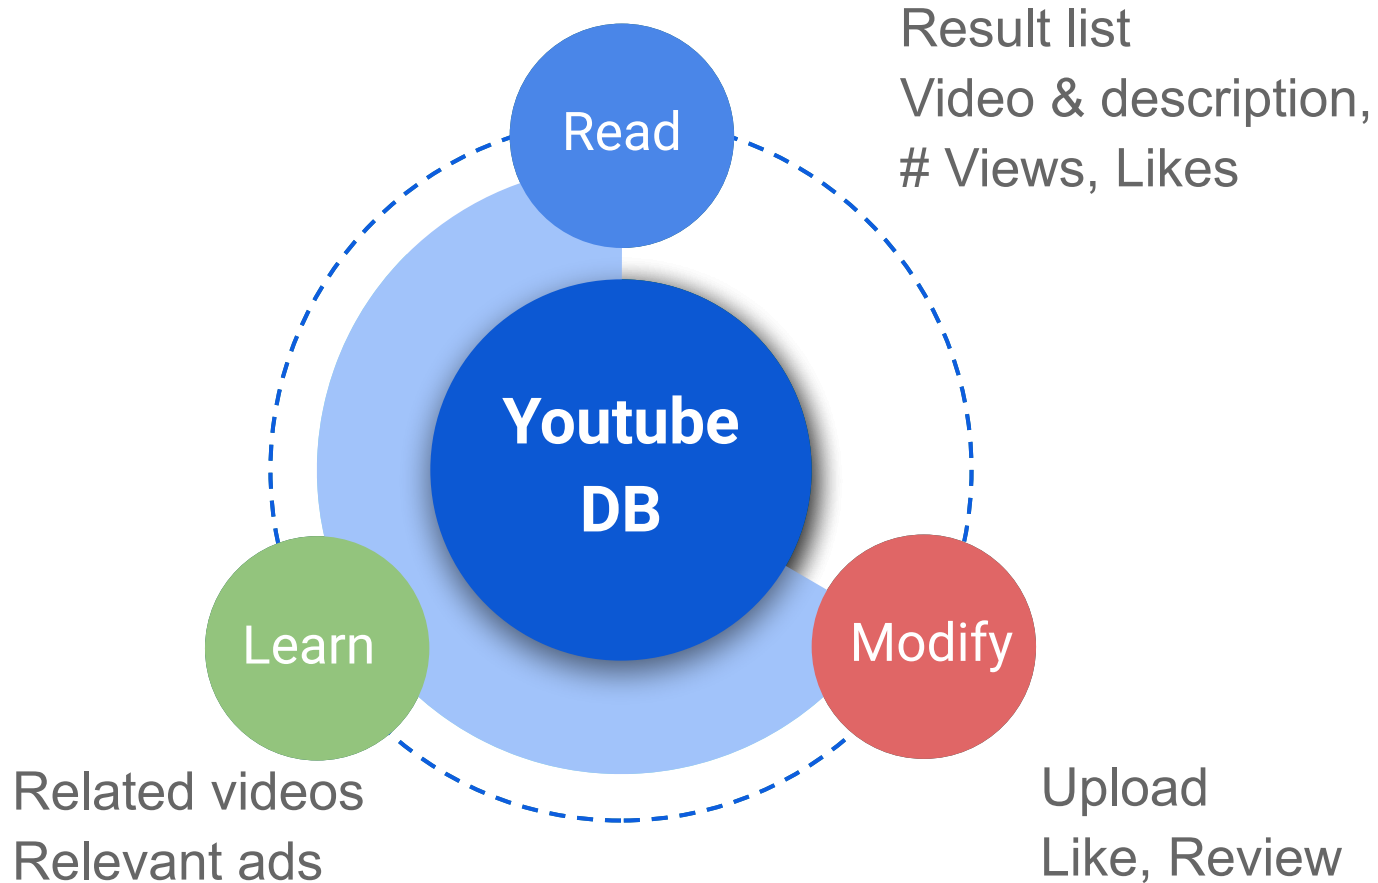 Result list
Video & description,
# Views, Likes
Read
Youtube
DB
Learn
Modify
Related videos
Relevant ads
Upload
Like, Review